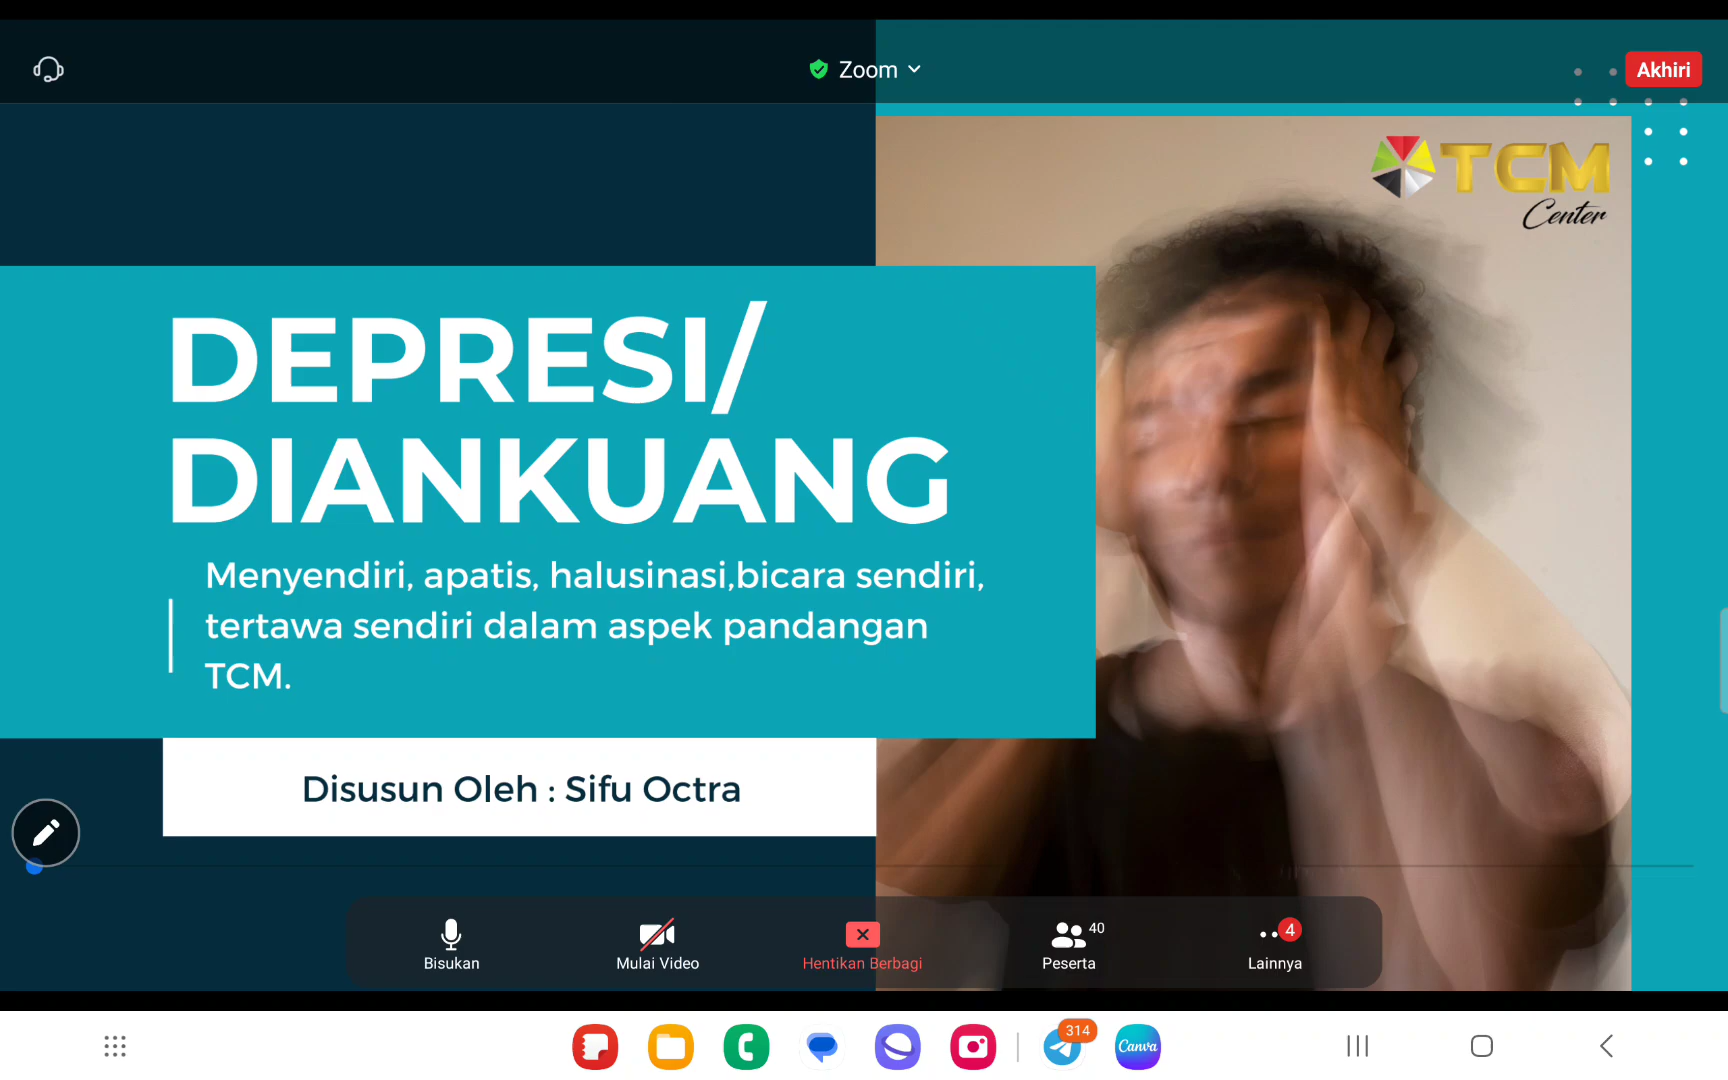 Zoom
Akhiri
TCM
Center
DEPRESI/
DIANKUANG
Menyendiri, apatis, halusinasi,bicara sendiri,
tertawa sendiri dalam aspek pandangan
TCM.
Disusun Oleh : Sifu Octra
Bisukan
Mulai Video
Hentikan Berbagi
40
Peserta
4
Lainnya
314
Canva